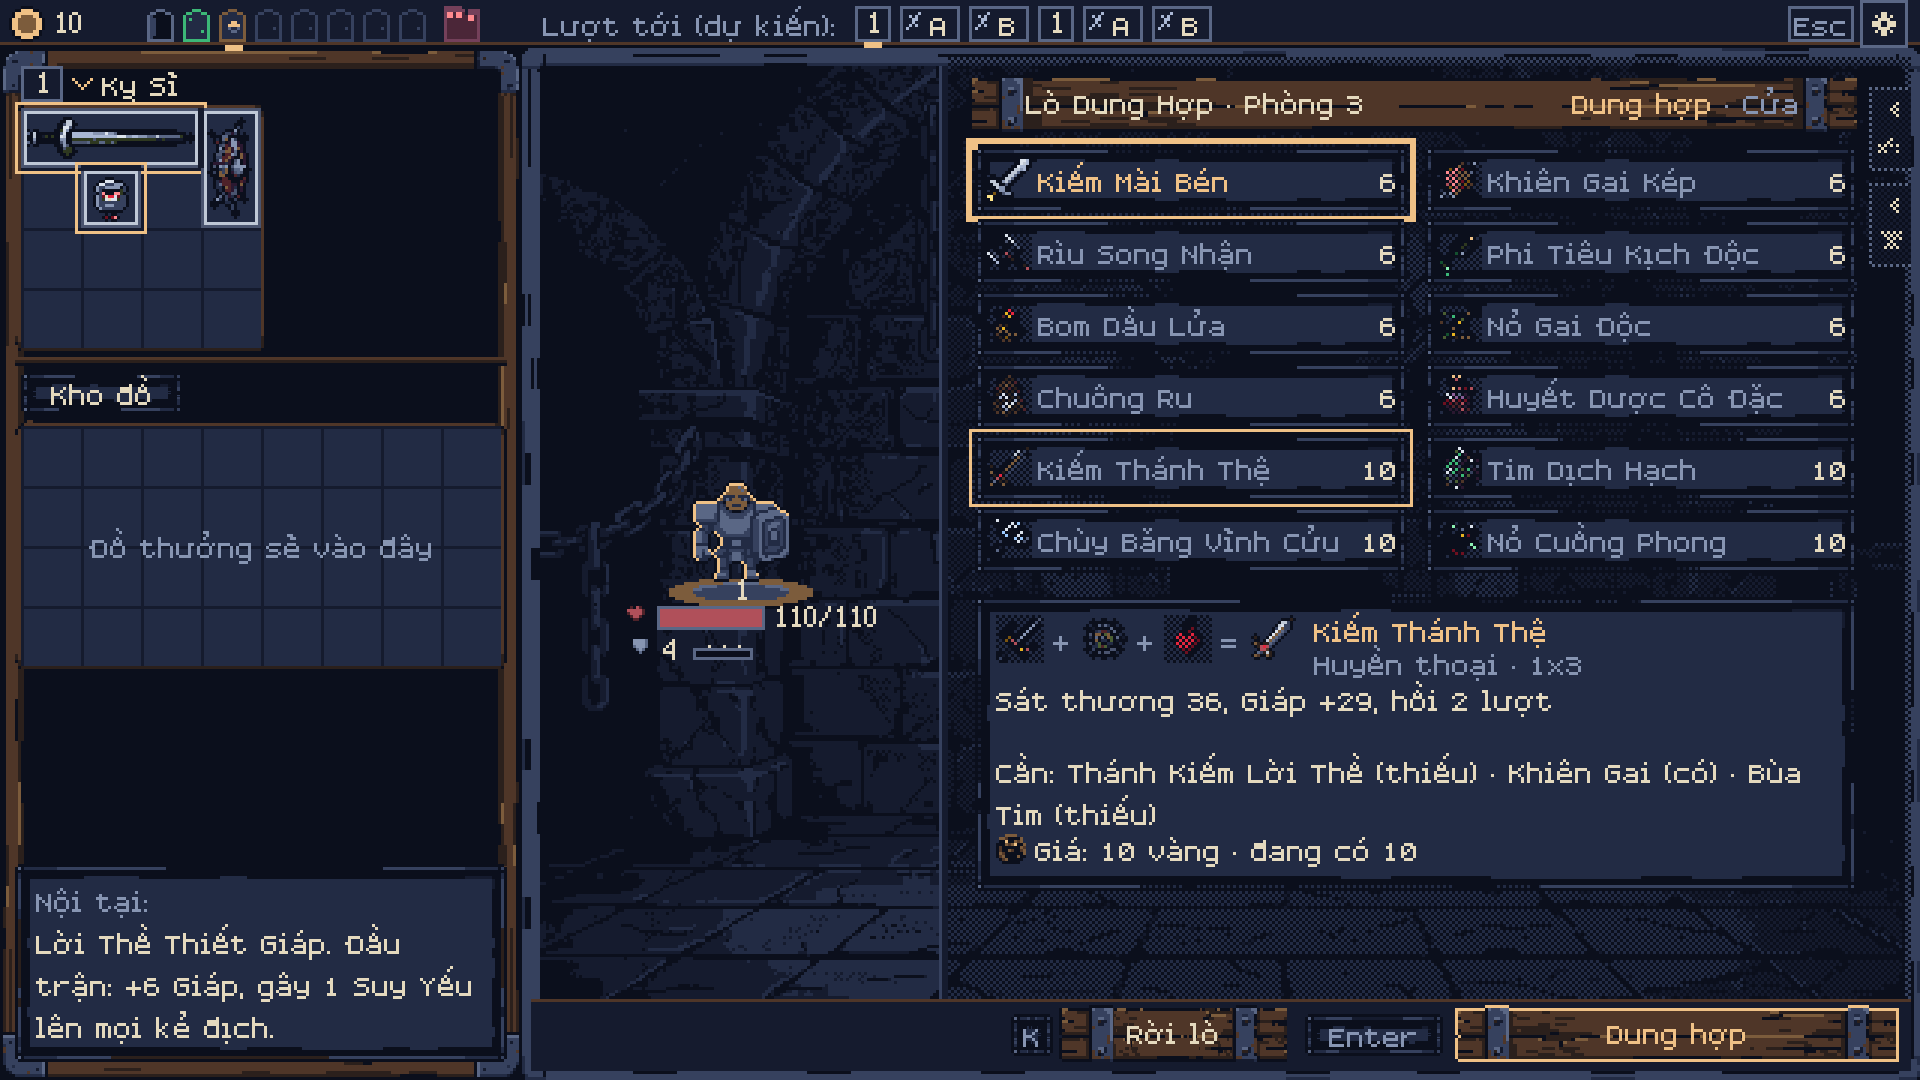 10
Lượt tới (dự kiến): 1 A B 1 A B
Esc
1 Kỵ Sĩ
Kho đồ
Đồ thưởng sẽ vào đây
Nội tại:
Lời Thề Thiết Giáp. Đầu
trận: +6 Giáp, gây 1 Suy Yếu
lên mọi kẻ địch.
1
110/110
4
Lò Dung Hợp · Phòng 3
Dung hợp · Cửa
Kiếm Mài Bén 6
Khiên Gai Kép 6
Rìu Song Nhận 6
Phi Tiêu Kịch Độc 6
Bom Dầu Lửa 6
Nỏ Gai Độc 6
Chuông Ru 6
Huyết Dược Cô Đặc 6
Kiếm Thánh Thệ 10
Tim Dịch Hạch 10
Chùy Băng Vĩnh Cửu 10
Nỏ Cuồng Phong 10
+ + = Kiếm Thánh Thệ
Huyền thoại · 1x3
Sát thương 36, Giáp +29, hồi 2 lượt
Cần: Thánh Kiếm Lời Thề (thiếu) · Khiên Gai (có) · Bùa
Tim (thiếu)
Giá: 10 vàng · đang có 10
K Rời lò
Enter Dung hợp